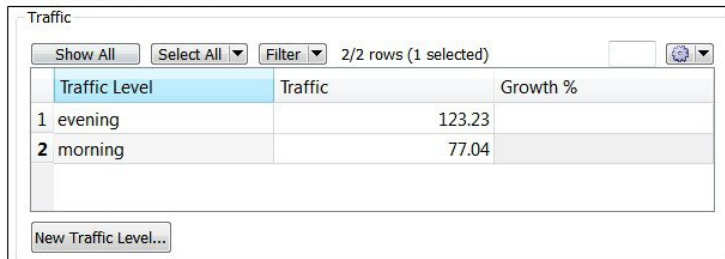 Traffic
Show All Select All Filter 2/2 rows (1 selected)
Traffic Level Traffic Growth %
1 evening 123.23
2 morning 77.04
New Traffic Level...